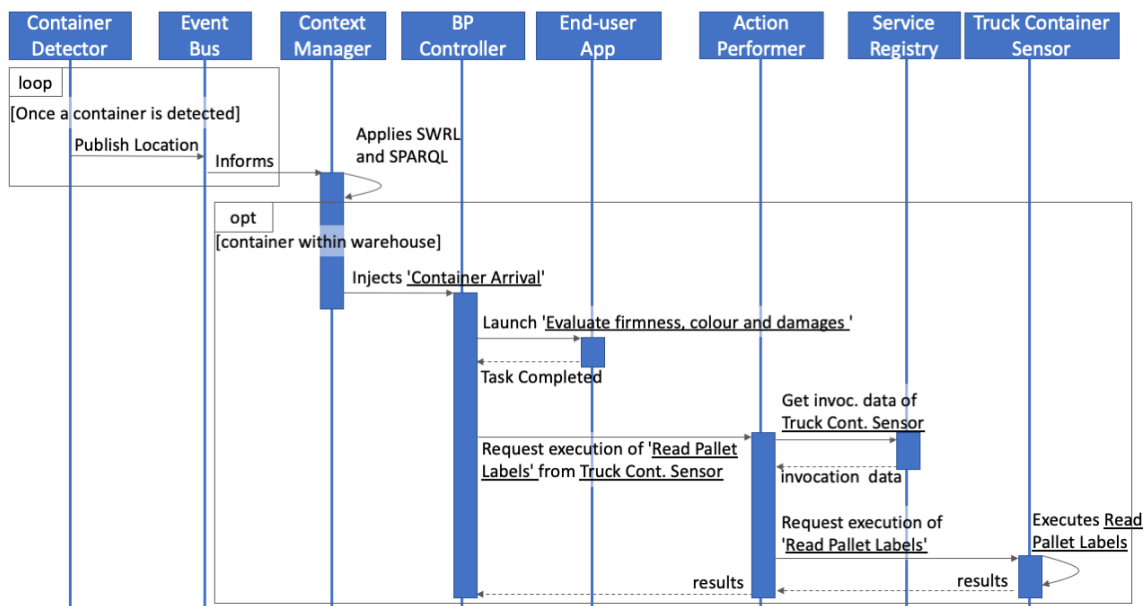 Container
Detector
Event
Bus
Context
Manager
BP
Controller
End-user
App
Action
Performer
Service
Registry
Truck Container
Sensor
loop
[Once a container is detected]
Publish Location
Informs
Applies SWRL
and SPARQL
opt
[container within warehouse]
Injects 'Container Arrival'
Launch 'Evaluate firmness, colour and damages '
Task Completed
Get invoc. data of
Truck Cont. Sensor
Request execution of 'Read Pallet
Labels' from Truck Cont. Sensor
invocation data
Request execution of
'Read Pallet Labels'
Executes Read
Pallet Labels
results
results